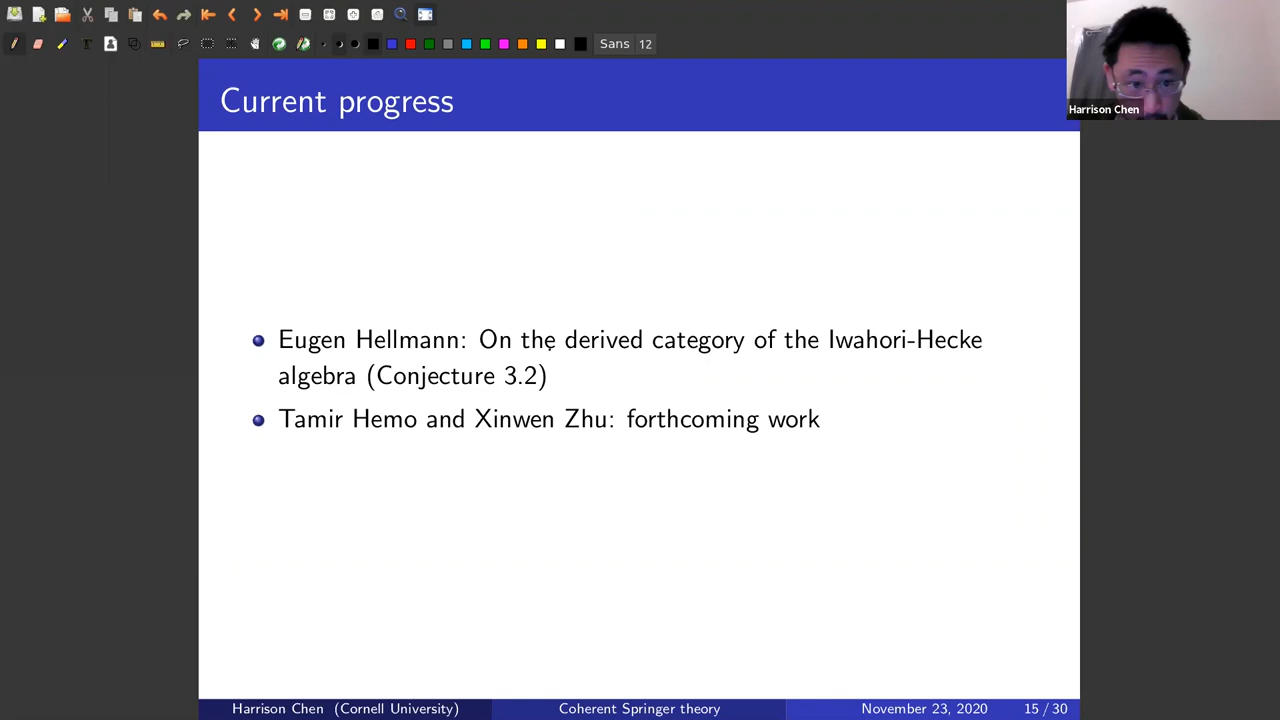 Sans 12
Harrison Chen
Current progress
Eugen Hellmann: On the derived category of the Iwahori-Hecke
algebra (Conjecture 3.2)
Tamir Hemo and Xinwen Zhu: forthcoming work
Harrison Chen (Cornell University) Coherent Springer theory November 23, 2020 15 / 30